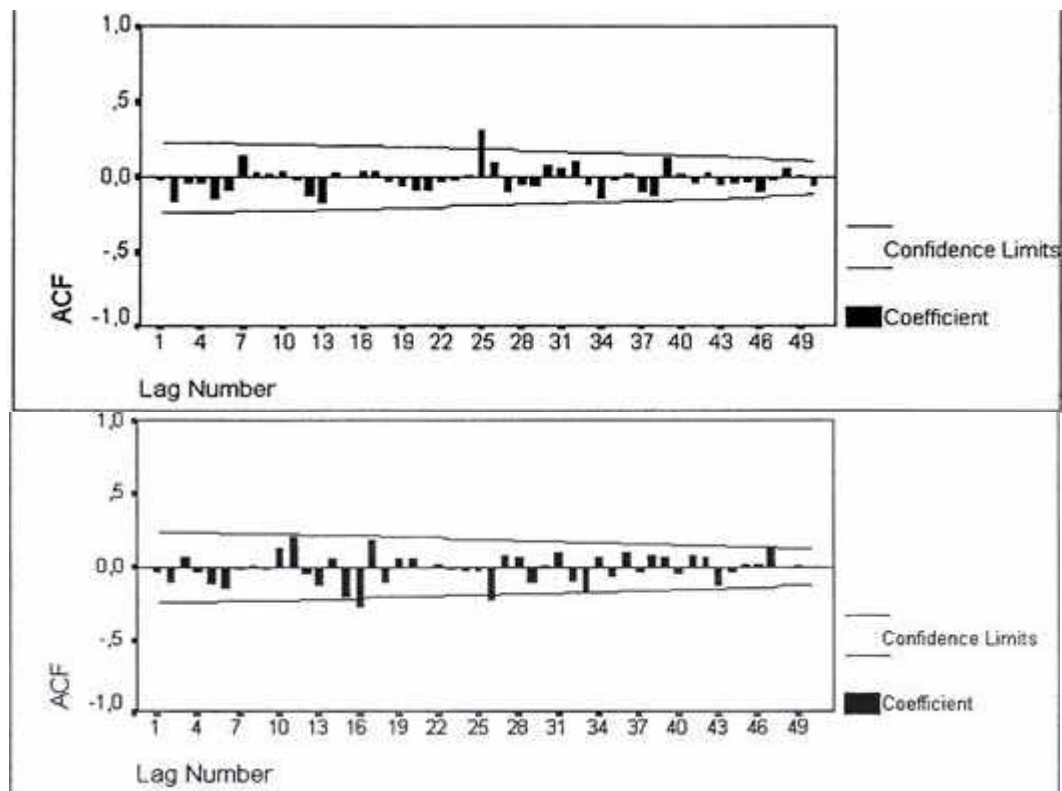 1,0
,5
0,0
-,5
-1,0
ACF
1 4 7 10 13 16 19 22 25 28 31 34 37 40 43 46 49
Lag Number
Confidence Limits
Coefficient
1,0
,5
0,0
-,5
-1,0
ACF
1 4 7 10 13 16 19 22 25 28 31 34 37 40 43 46 49
Lag Number
Confidence Limits
Coefficient